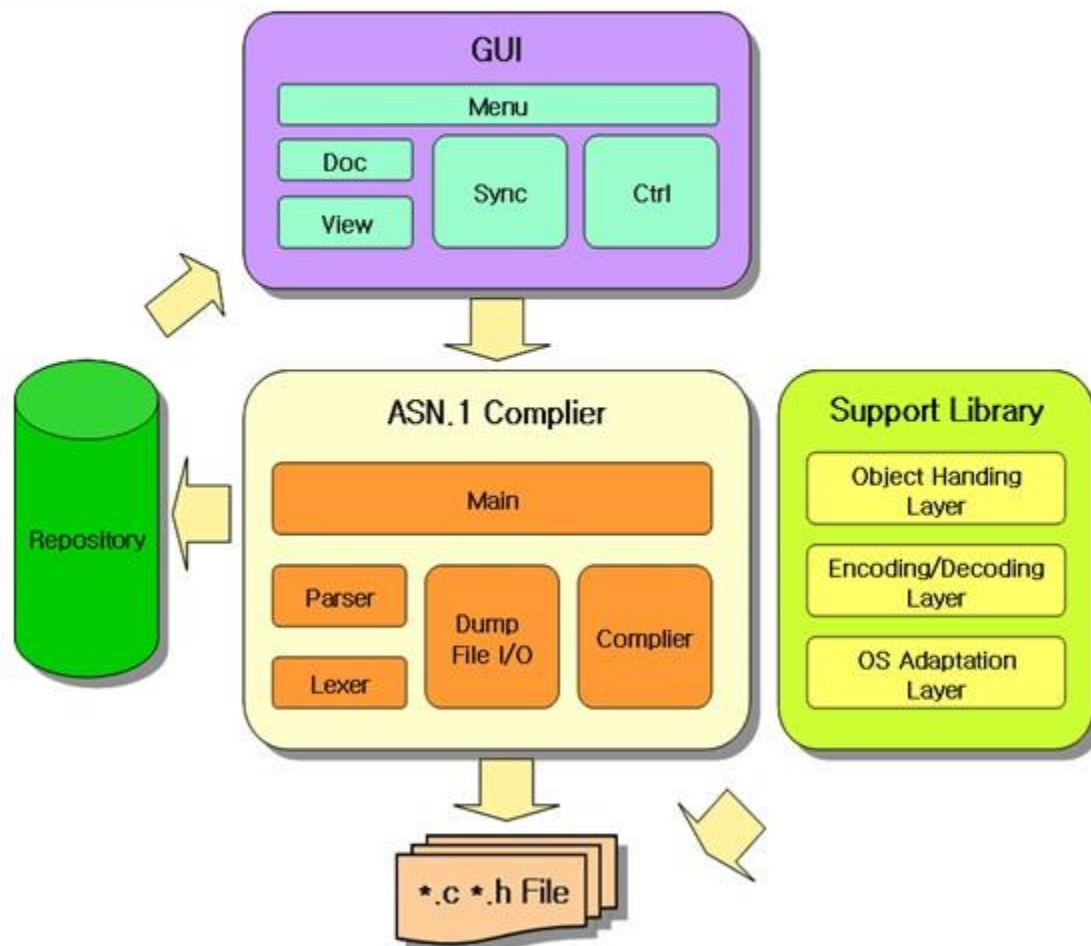 GUI
Menu
Doc
View
Sync
Ctrl
ASN.1 Complier
Main
Parser
Lexer
Dump
File I/O
Complier
Repository
Support Library
Object Handing
Layer
Encoding/Decoding
Layer
OS Adaptation
Layer
*.c *.h File